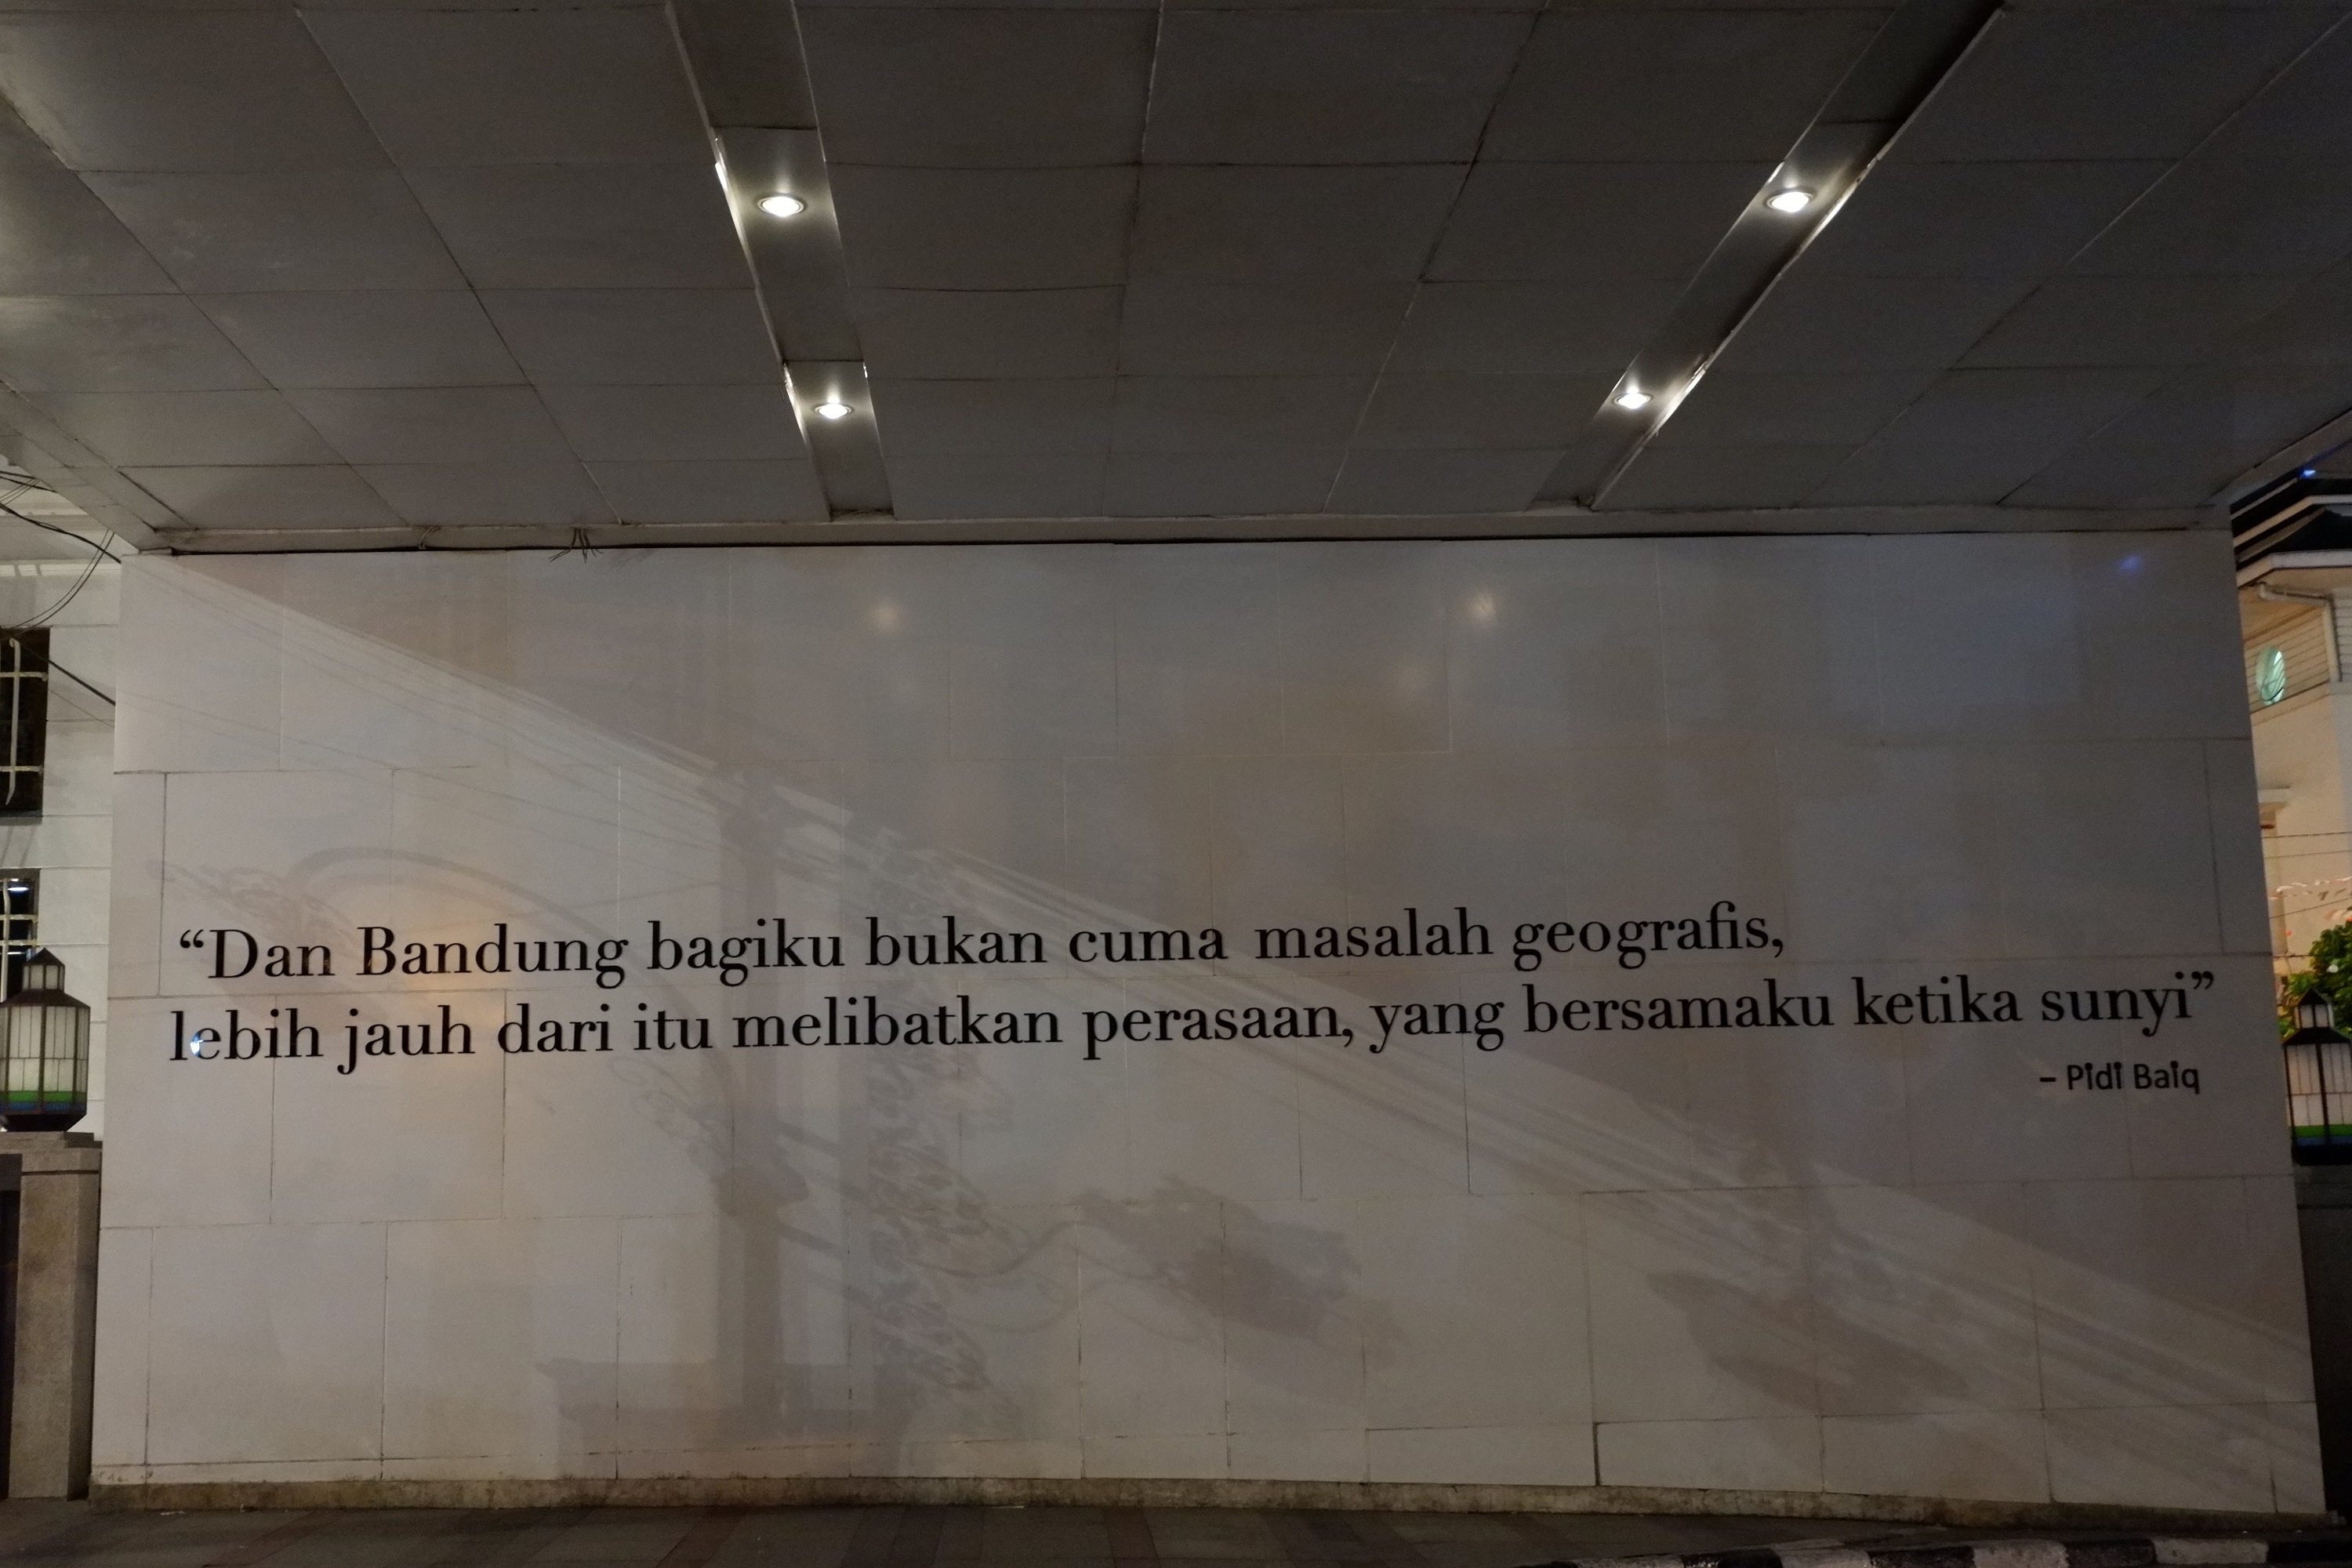 “Dan Bandung bagiku bukan cuma masalah geografis,
lebih jauh dari itu melibatkan perasaan, yang bersamaku ketika sunyi”
– Pidi Baiq